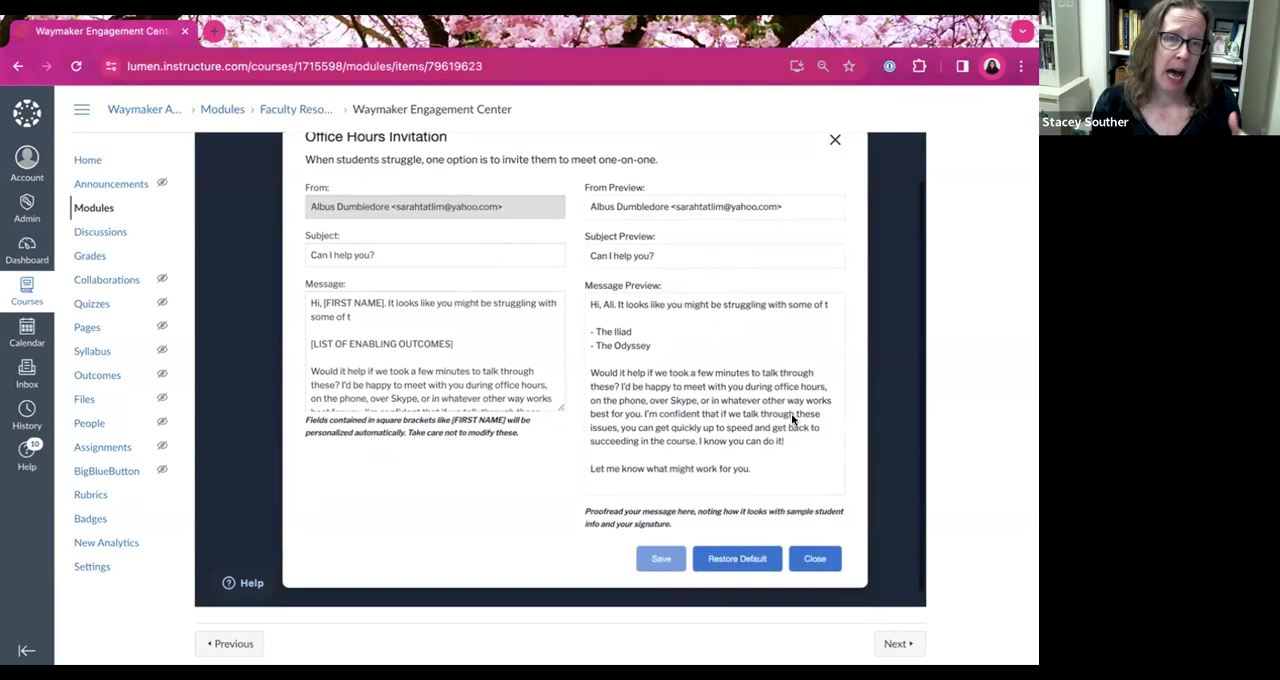 Waymaker Engagement Cent
lumen.instructure.com/courses/1715598/modules/items/79619623
Stacey Souther
Waymaker A...
Modules
Faculty Reso...
Waymaker Engagement Center
Account
Admin
Dashboard
Courses
Calendar
Inbox
History
10
Help
Home
Announcements
Modules
Discussions
Grades
Collaborations
Quizzes
Pages
Syllabus
Outcomes
Files
People
Assignments
BigBlueButton
Rubrics
Badges
New Analytics
Settings
Office Hours Invitation
When students struggle, one option is to invite them to meet one-on-one.
From:
Albus Dumbledore <sarahtatlim@yahoo.com>
Subject:
Can I help you?
Message:
Hi, [FIRST NAME]. It looks like you might be struggling with
some of t
[LIST OF ENABLING OUTCOMES]
Would it help if we took a few minutes to talk through
these? I'd be happy to meet with you during office hours,
on the phone, over Skype, or in whatever other way works
best for you. I'm confident that if we talk through these
Fields contained in square brackets like [FIRST NAME] will be
personalized automatically. Take care not to modify these.
From Preview:
Albus Dumbledore <sarahtatlim@yahoo.com>
Subject Preview:
Can I help you?
Message Preview:
Hi, Ali. It looks like you might be struggling with some of t
- The Iliad
- The Odyssey
Would it help if we took a few minutes to talk through
these? I'd be happy to meet with you during office hours,
on the phone, over Skype, or in whatever other way works
best for you. I'm confident that if we talk through these
issues, you can get quickly up to speed and get back to
succeeding in the course. I know you can do it!
Let me know what might work for you.
Proofread your message here, noting how it looks with sample student
info and your signature.
Save
Restore Default
Close
Help
Previous
Next